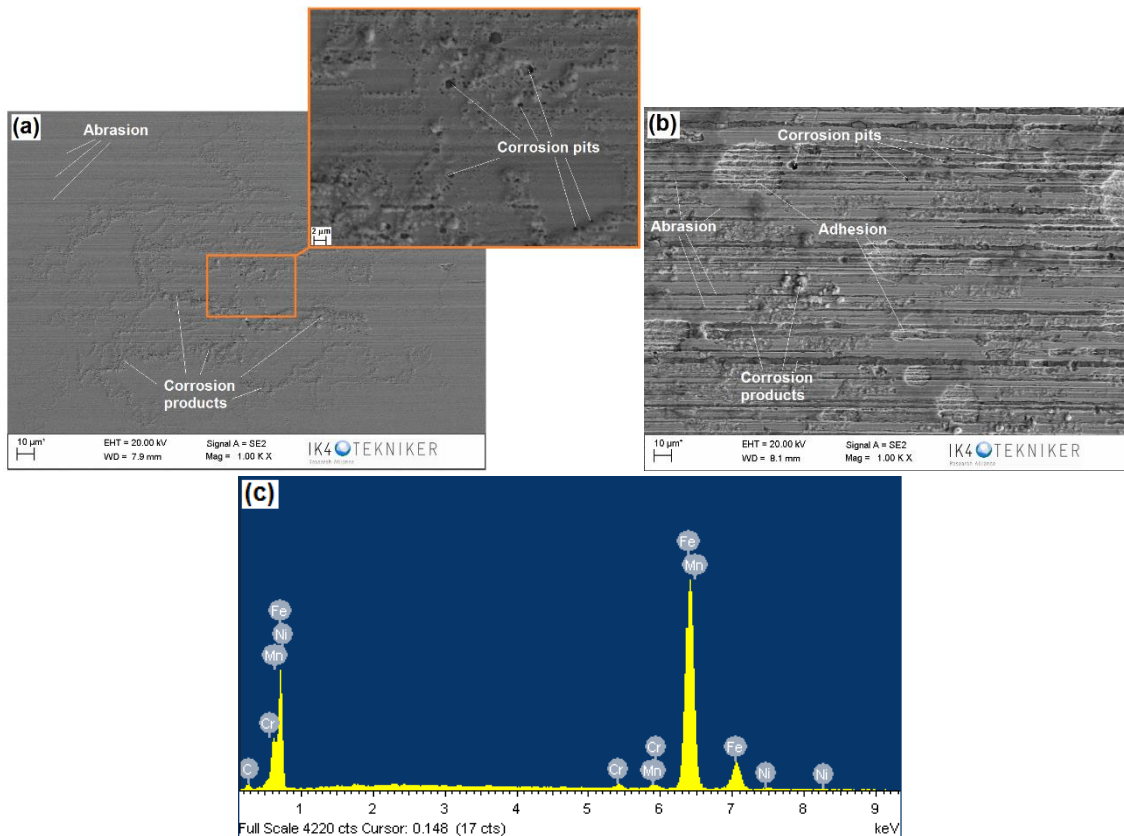 (a)
Abrasion
Corrosion pits
2 µm
Corrosion
products
10 µm*
EHT = 20.00 kV
WD = 7.9 mm
Signal A = SE2
Mag = 1.00 K X
IK4 TEKNIKER
Research Alliance
(b)
Corrosion pits
Abrasion
Adhesion
Corrosion
products
10 µm*
EHT = 20.00 kV
WD = 8.1 mm
Signal A = SE2
Mag = 1.00 K X
IK4 TEKNIKER
Research Alliance
(c)
Fe
Mn
Fe
Ni
Mn
Cr
C
Cr
Cr
Mn
Fe
Ni
Ni
1 2 3 4 5 6 7 8 9
Full Scale 4220 cts Cursor: 0.148 (17 cts)
keV